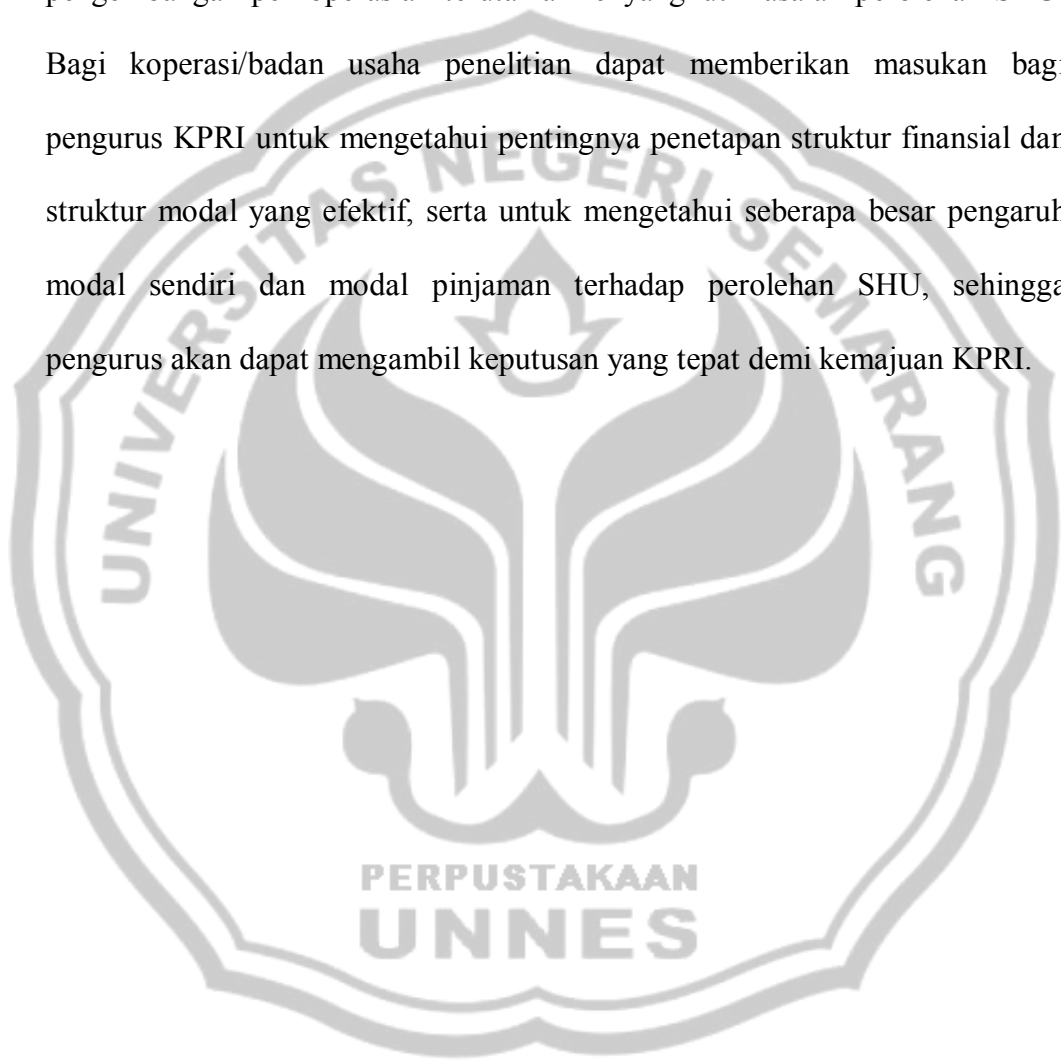 Bagi koperasi/badan usaha penelitian dapat memberikan masukan bagi
pengurus KPRI untuk mengetahui pentingnya penetapan struktur finansial dan
struktur modal yang efektif, serta untuk mengetahui seberapa besar pengaruh
modal sendiri dan modal pinjaman terhadap perolehan SHU, sehingga
pengurus akan dapat mengambil keputusan yang tepat demi kemajuan KPRI.
UNIVERSITAS NEGERI SEMARANG
PERPUSTAKAAN
UNNES